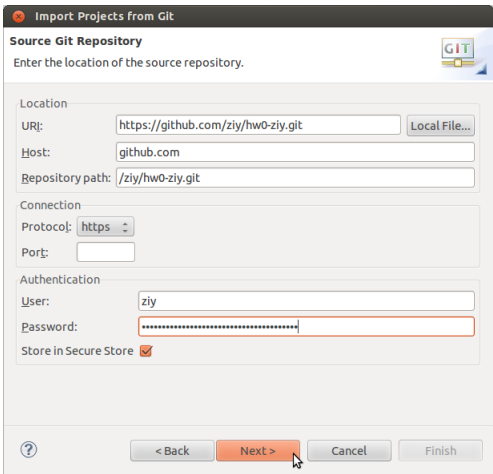 Import Projects from Git
Source Git Repository
Enter the location of the source repository.
GIT
Location
URI: https://github.com/ziy/hw0-ziy.git Local File...
Host: github.com
Repository path: /ziy/hw0-ziy.git
Connection
Protocol: https
Port:
Authentication
User: ziy
Password: •••••••••••••••••••••••••••••••••••••••
Store in Secure Store
? < Back Next > Cancel Finish